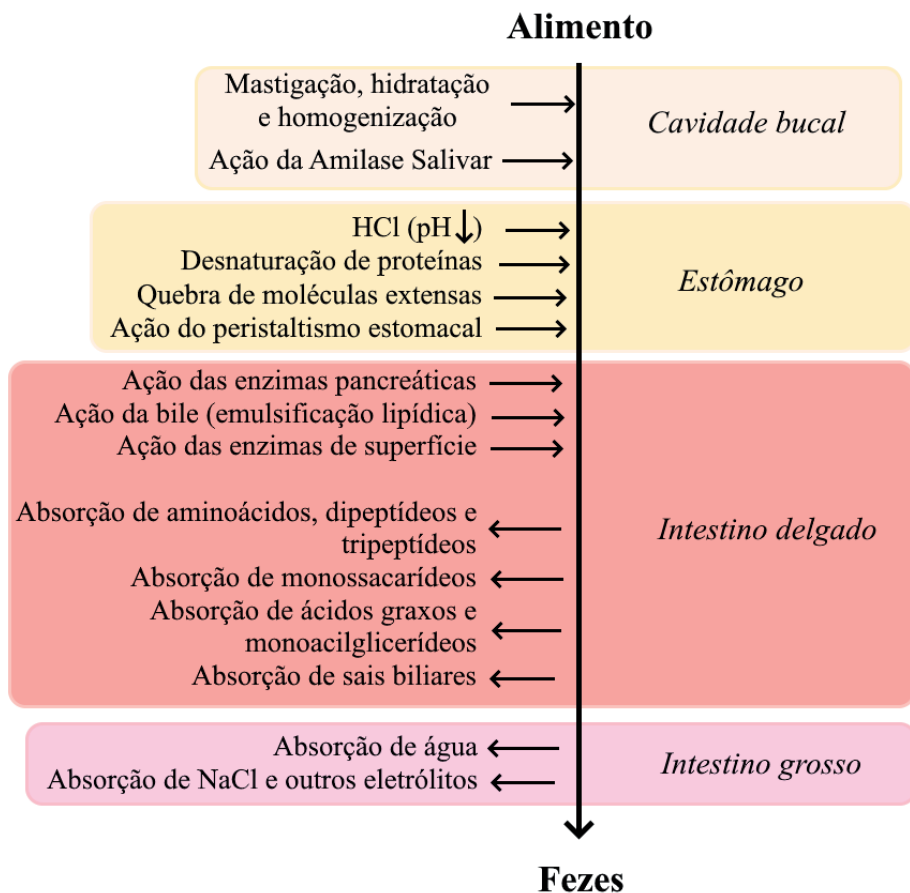 Alimento
Mastigação, hidratação
e homogenização
Ação da Amilase Salivar
Cavidade bucal
HCl (pH↓)
Desnaturação de proteínas
Quebra de moléculas extensas
Ação do peristaltismo estomacal
Estômago
Ação das enzimas pancreáticas
Ação da bile (emulsificação lipídica)
Ação das enzimas de superfície
Absorção de aminoácidos, dipeptídeos e
tripeptídeos
Absorção de monossacarídeos
Absorção de ácidos graxos e
monoacilglicerídeos
Absorção de sais biliares
Intestino delgado
Absorção de água
Absorção de NaCl e outros eletrólitos
Intestino grosso
Fezes